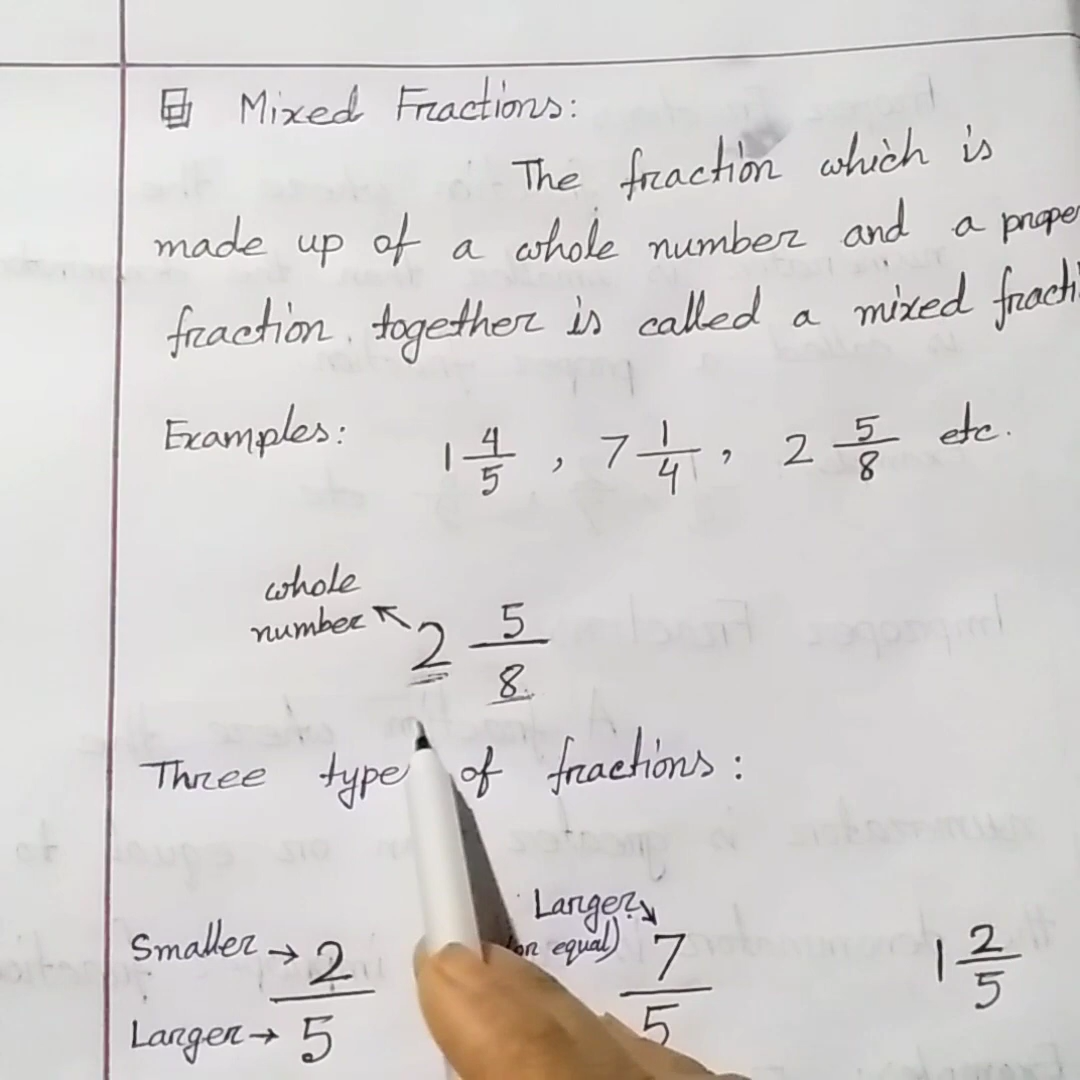 Mixed Fractions:
The fraction which is
made up of a whole number and a proper
fraction together is called a mixed fracti
Examples: 1 4/5 , 7 1/4 , 2 5/8 etc.
whole
number ↖ 2 5/8
Three type of fractions:
Larger ↘
Smaller → 2 (or equal) 7 1 2/5
Larger → 5 5